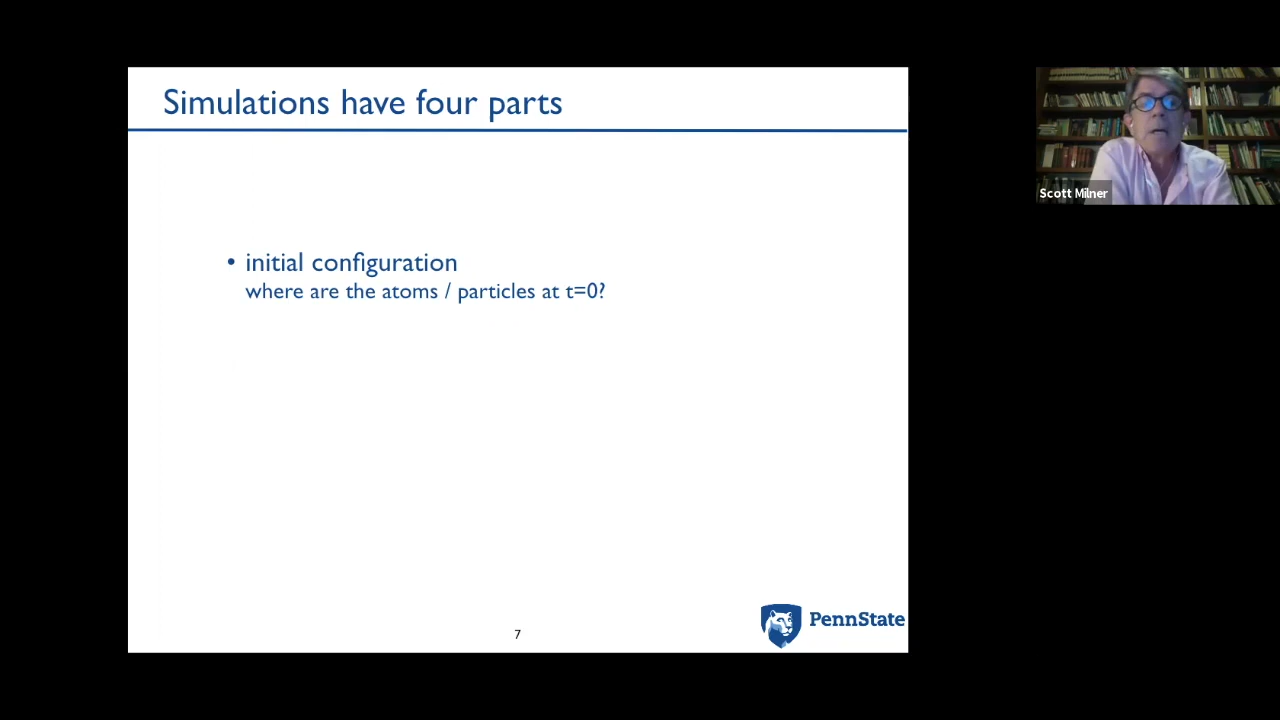 Simulations have four parts
• initial configuration
where are the atoms / particles at t=0?
7
PennState
Scott Milner